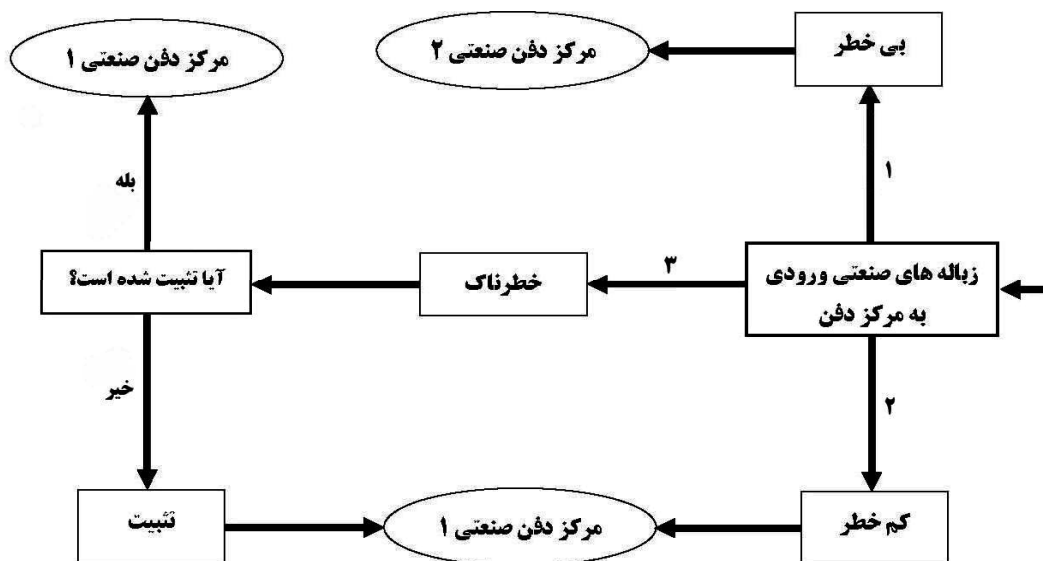 بی خطر
مرکز دفن صنعتی ۲
مرکز دفن صنعتی ۱
۱
بله
زباله های صنعتی ورودی
به مرکز دفن
۳
خطرناک
آیا تثبیت شده است؟
۲
خیر
کم خطر
مرکز دفن صنعتی ۱
تثبیت